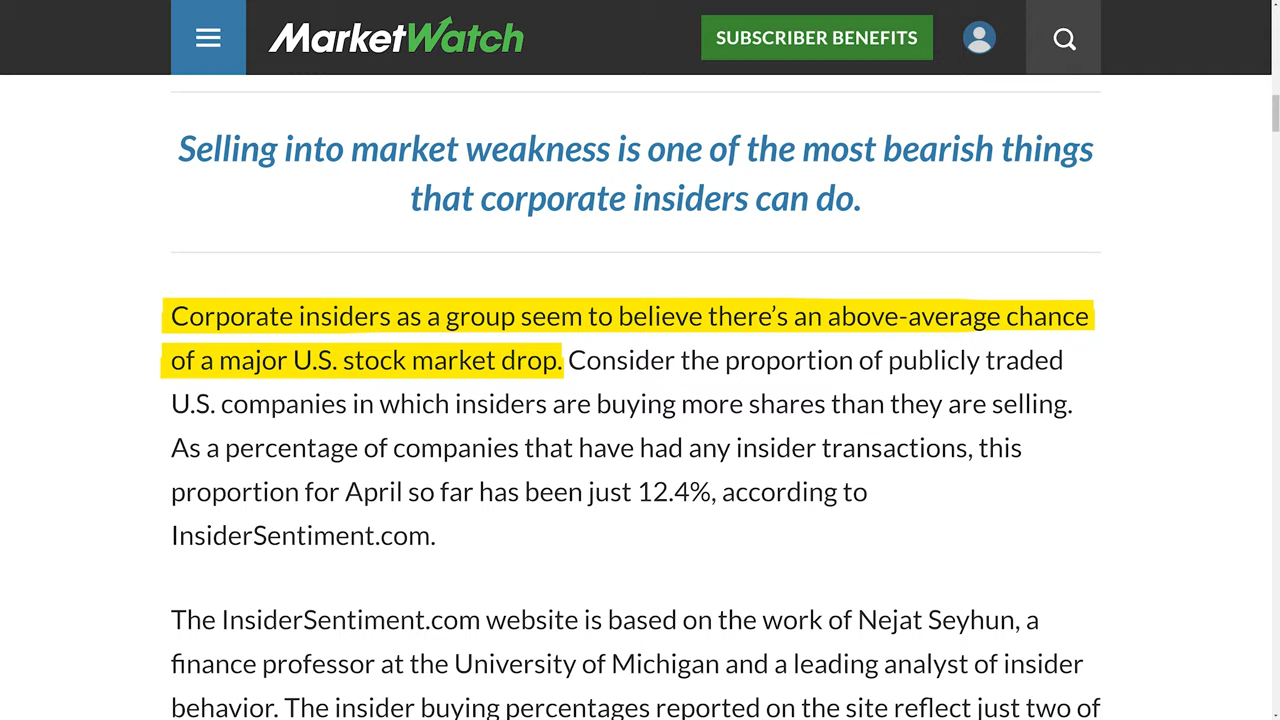 MarketWatch
SUBSCRIBER BENEFITS
Selling into market weakness is one of the most bearish things
that corporate insiders can do.
Corporate insiders as a group seem to believe there’s an above-average chance
of a major U.S. stock market drop. Consider the proportion of publicly traded
U.S. companies in which insiders are buying more shares than they are selling.
As a percentage of companies that have had any insider transactions, this
proportion for April so far has been just 12.4%, according to
InsiderSentiment.com.
The InsiderSentiment.com website is based on the work of Nejat Seyhun, a
finance professor at the University of Michigan and a leading analyst of insider
behavior. The insider buying percentages reported on the site reflect just two of